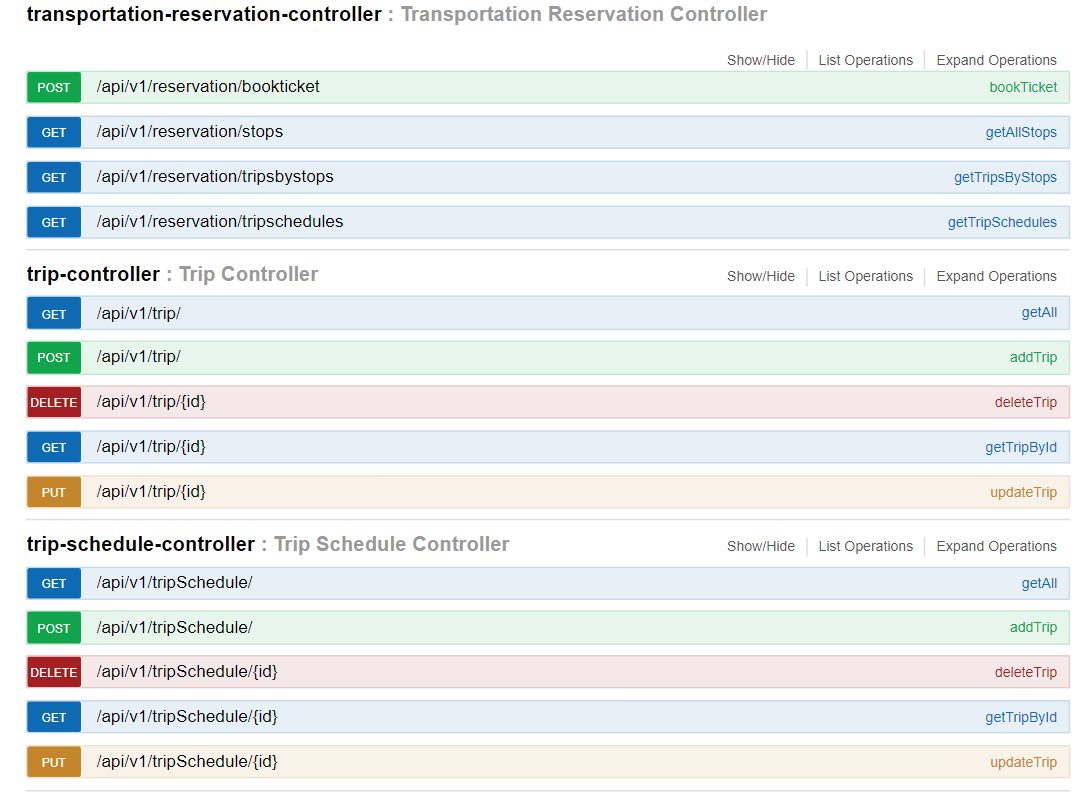 transportation-reservation-controller : Transportation Reservation Controller
Show/Hide List Operations Expand Operations
POST /api/v1/reservation/bookticket bookTicket
GET /api/v1/reservation/stops getAllStops
GET /api/v1/reservation/tripsbystops getTripsByStops
GET /api/v1/reservation/tripschedules getTripSchedules
trip-controller : Trip Controller Show/Hide List Operations Expand Operations
GET /api/v1/trip/ getAll
POST /api/v1/trip/ addTrip
DELETE /api/v1/trip/{id} deleteTrip
GET /api/v1/trip/{id} getTripById
PUT /api/v1/trip/{id} updateTrip
trip-schedule-controller : Trip Schedule Controller Show/Hide List Operations Expand Operations
GET /api/v1/tripSchedule/ getAll
POST /api/v1/tripSchedule/ addTrip
DELETE /api/v1/tripSchedule/{id} deleteTrip
GET /api/v1/tripSchedule/{id} getTripById
PUT /api/v1/tripSchedule/{id} updateTrip